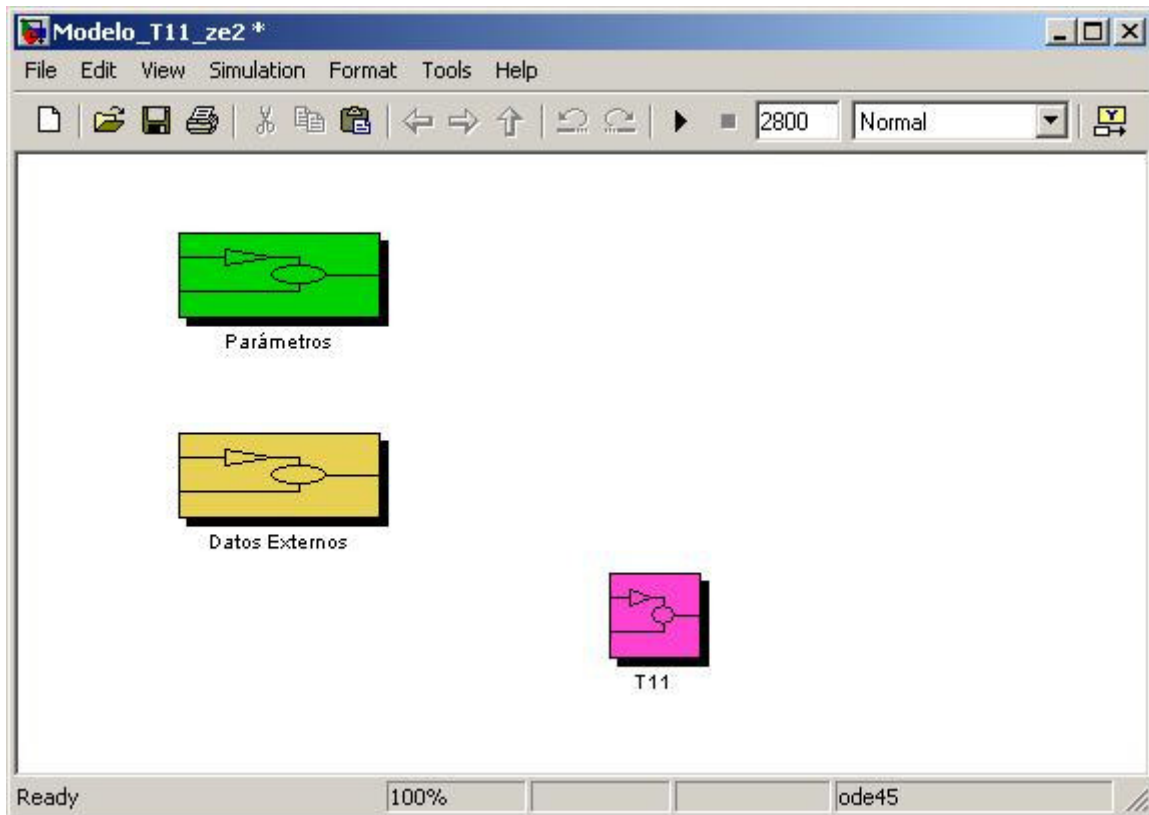 Modelo_T11_ze2 *
File Edit View Simulation Format Tools Help
2800 Normal
Y
Parámetros
Datos Externos
T11
Ready 100% ode45